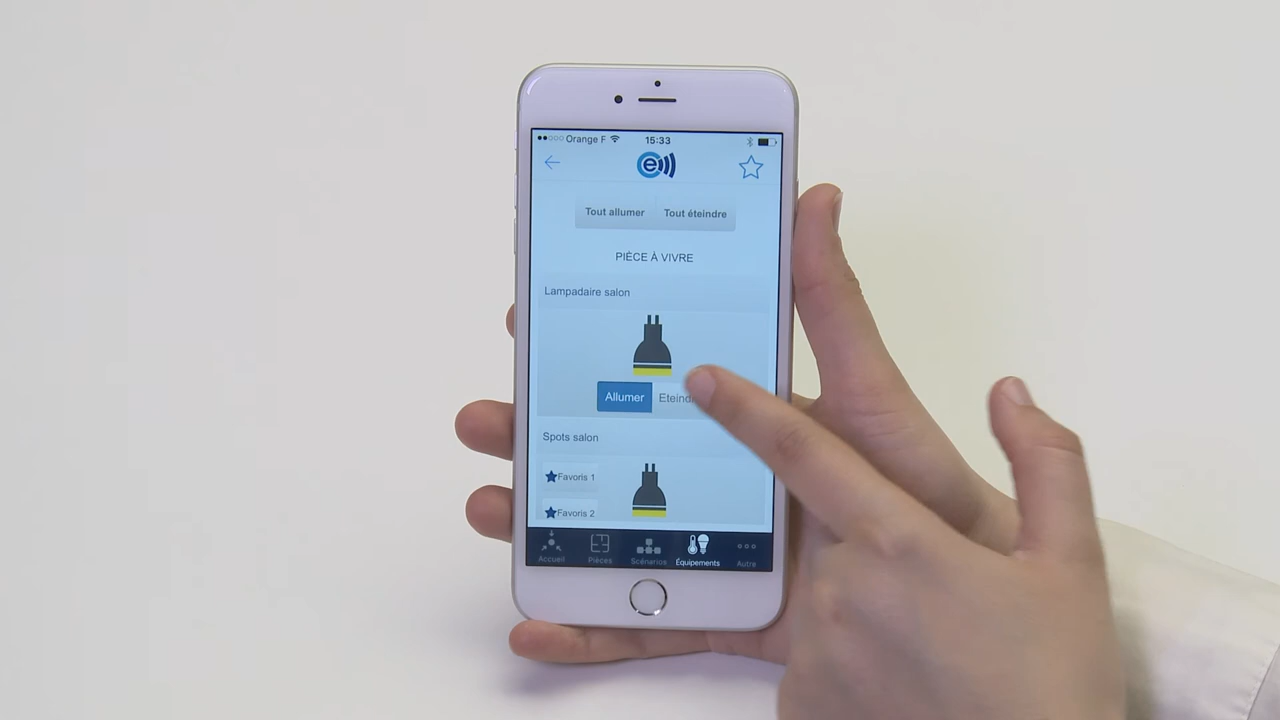 Orange F 15:33
e
Tout allumer Tout éteindre
PIÈCE À VIVRE
Lampadaire salon
Allumer Eteind
Spots salon
Favoris 1
Favoris 2
Accueil Pièces Scénarios Équipements Autre